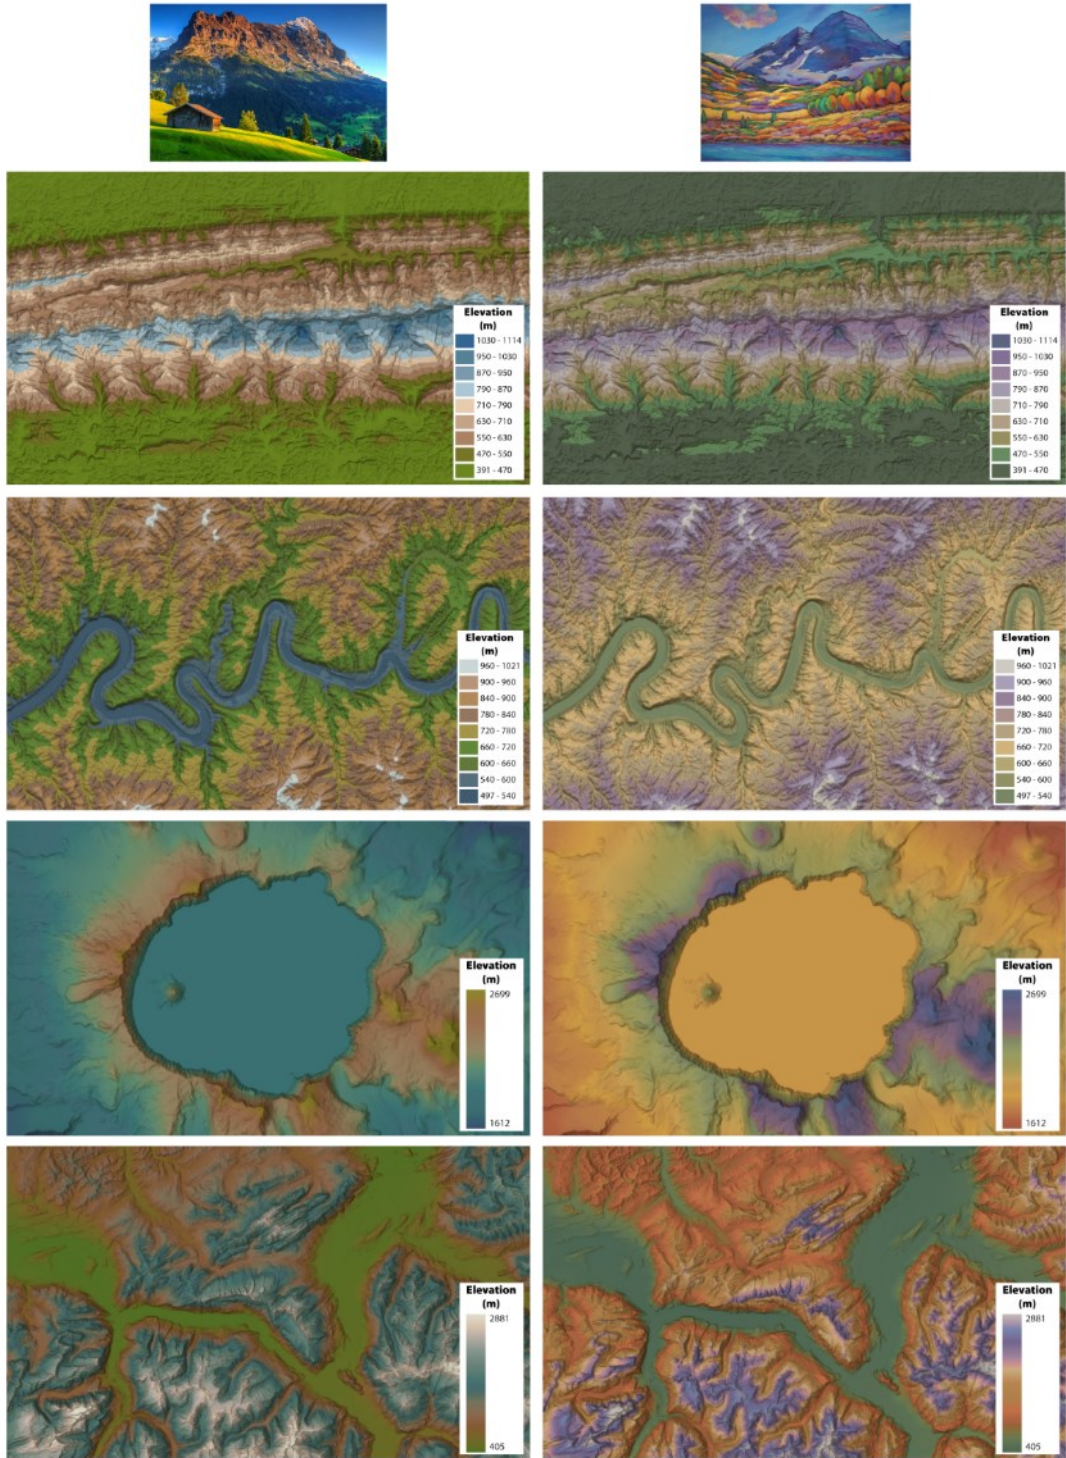 Elevation
(m)
1030 - 1114
950 - 1030
870 - 950
790 - 870
710 - 790
630 - 710
550 - 630
470 - 550
391 - 470
Elevation
(m)
1030 - 1114
950 - 1030
870 - 950
790 - 870
710 - 790
630 - 710
550 - 630
470 - 550
391 - 470
Elevation
(m)
960 - 1021
900 - 960
840 - 900
780 - 840
720 - 780
660 - 720
600 - 660
540 - 600
497 - 540
Elevation
(m)
960 - 1021
900 - 960
840 - 900
780 - 840
720 - 780
660 - 720
600 - 660
540 - 600
497 - 540
Elevation
(m)
2699
1612
Elevation
(m)
2699
1612
Elevation
(m)
2881
405
Elevation
(m)
2881
405